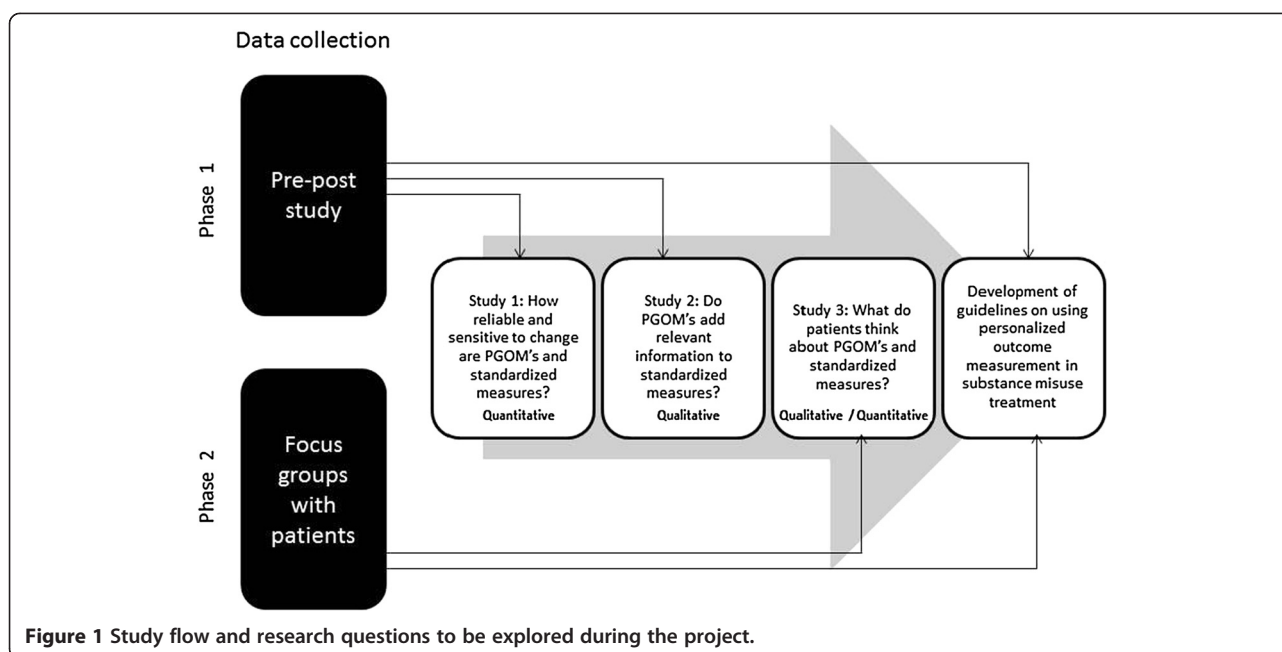 Data collection
Phase 1
Pre-post
study
Phase 2
Focus
groups
with
patients
Study 1: How
reliable and
sensitive to change
are PGOM's and
standardized
measures?
Quantitative
Study 2: Do
PGOM's add
relevant
information to
standardized
measures?
Qualitative
Study 3: What do
patients think
about PGOM's and
standardized
measures?
Qualitative / Quantitative
Development of
guidelines on using
personalized
outcome
measurement in
substance misuse
treatment
Figure 1 Study flow and research questions to be explored during the project.